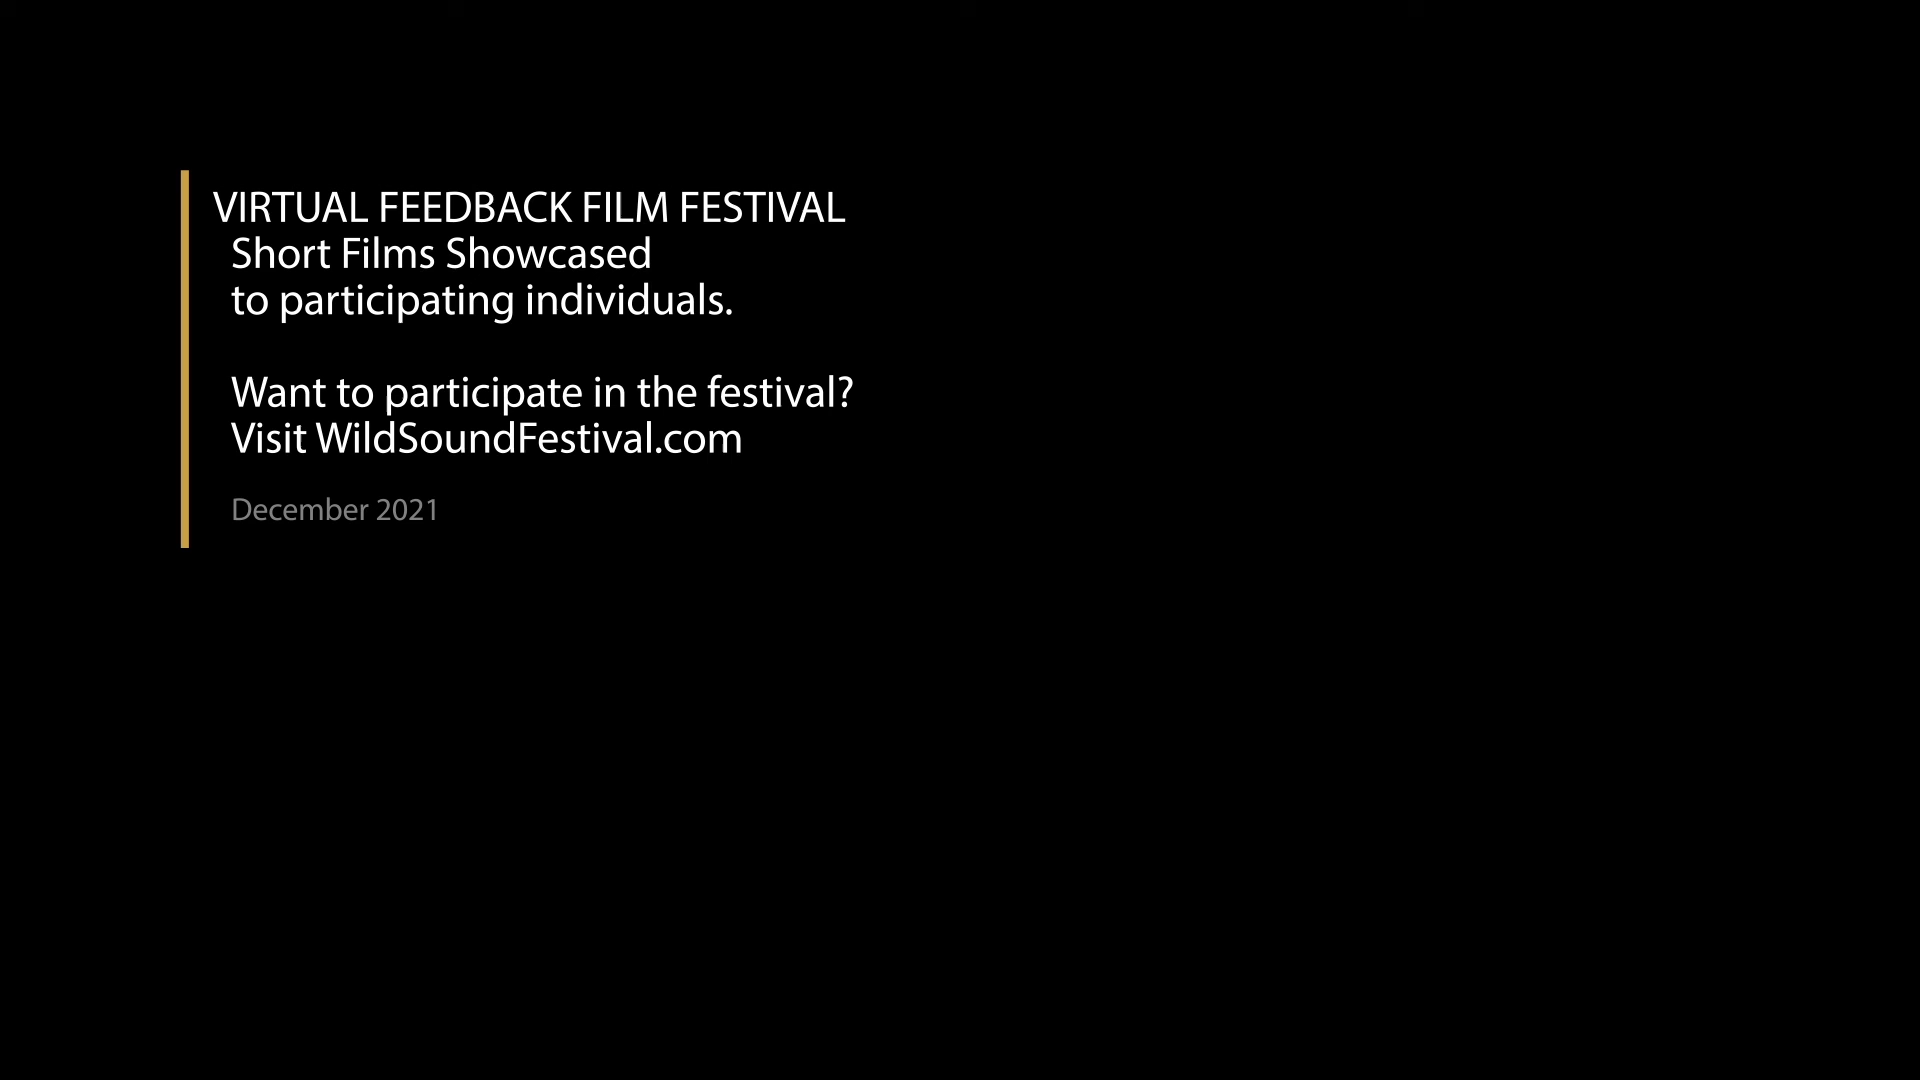 VIRTUAL FEEDBACK FILM FESTIVAL
Short Films Showcased
to participating individuals.
Want to participate in the festival?
Visit WildSoundFestival.com
December 2021